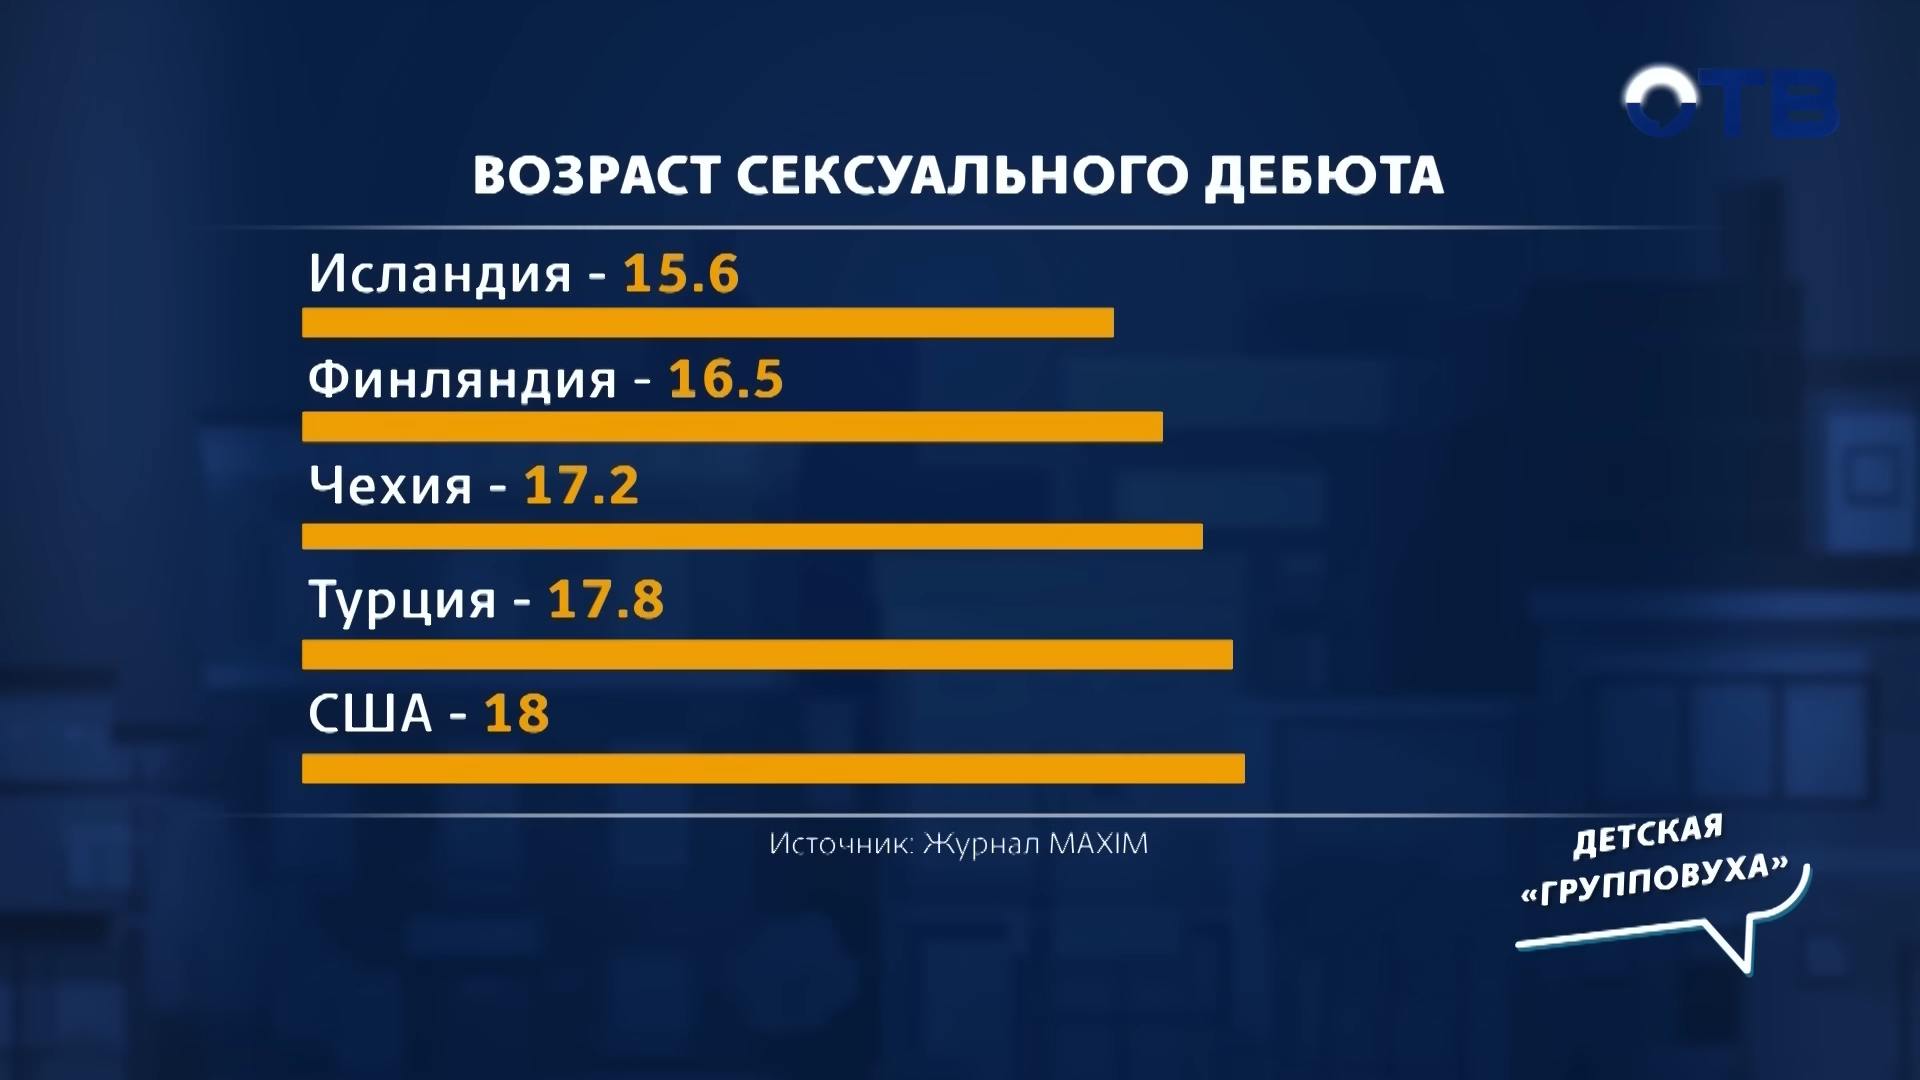 ОТВ
ВОЗРАСТ СЕКСУАЛЬНОГО ДЕБЮТА
Исландия - 15.6
Финляндия - 16.5
Чехия - 17.2
Турция - 17.8
США - 18
Источник: Журнал MAXIM
ДЕТСКАЯ
«ГРУППОВУХА»